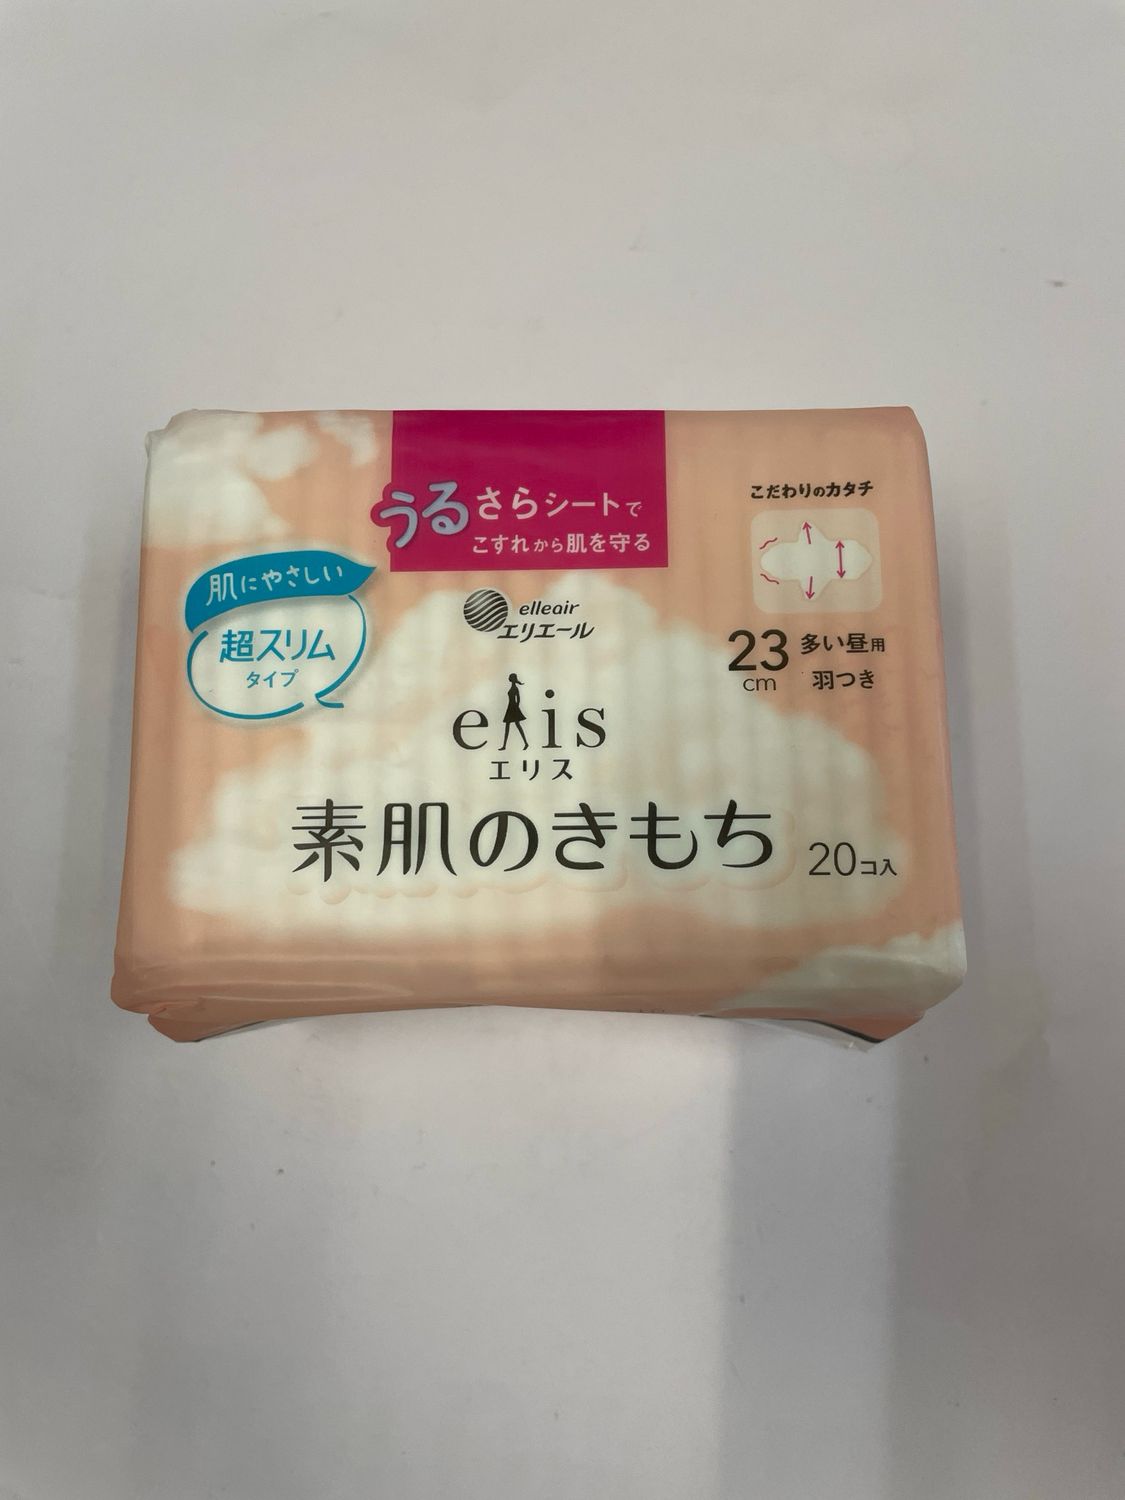 うるさらシートで
こすれから肌を守る
こだわりのカタチ
肌にやさしい
超スリム
タイプ
elleair
エリエール
23cm
多い昼用
羽つき
elis
エリス
素肌のきもち
20コ入